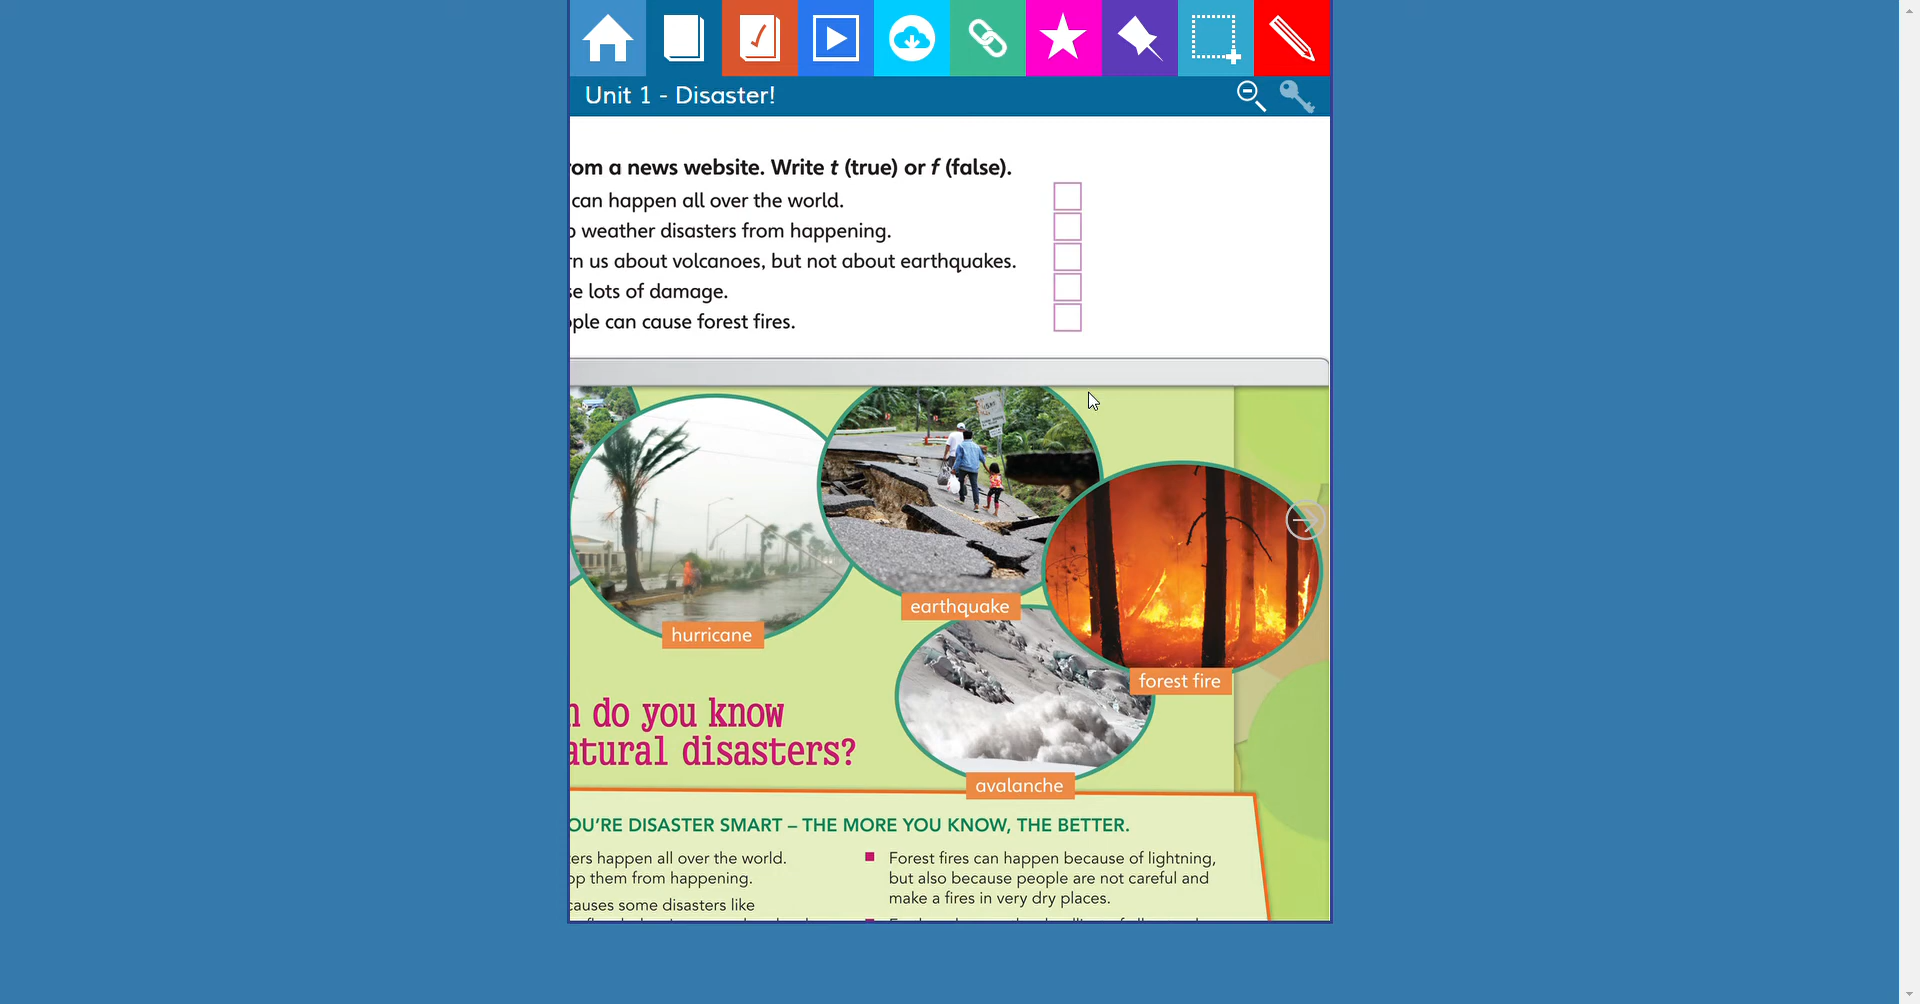 Unit 1 - Disaster!
om a news website. Write t (true) or f (false).
can happen all over the world.
weather disasters from happening.
us about volcanoes, but not about earthquakes.
lots of damage.
can cause forest fires.
earthquake
hurricane
forest fire
do you know
disasters?
avalanche
OU'RE DISASTER SMART – THE MORE YOU KNOW, THE BETTER.
happen all over the world.
them from happening.
causes some disasters like
Forest fires can happen because of lightning,
but also because people are not careful and
make a fires in very dry places.